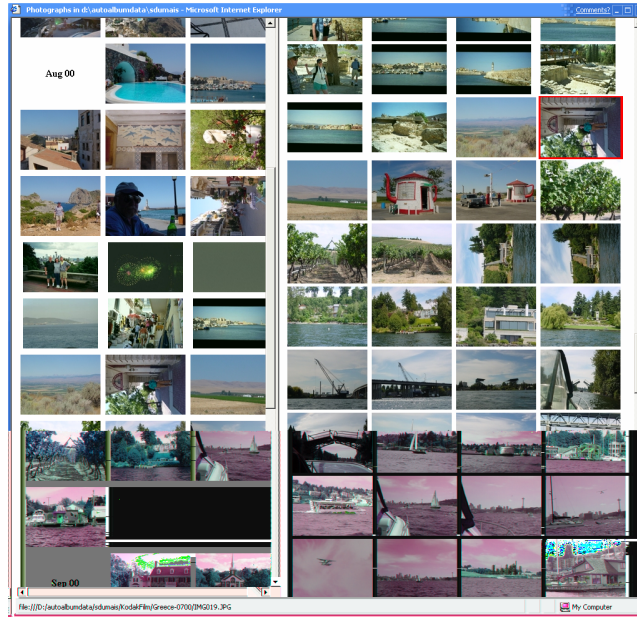 Photographs in d:\autoalbumdata\sdumais - Microsoft Internet Explorer
Comments?
Aug 00
Sep 00
file:///D:/autoalbumdata/sdumais/KodakFilm/Greece-0700/IMG019.JPG
My Computer